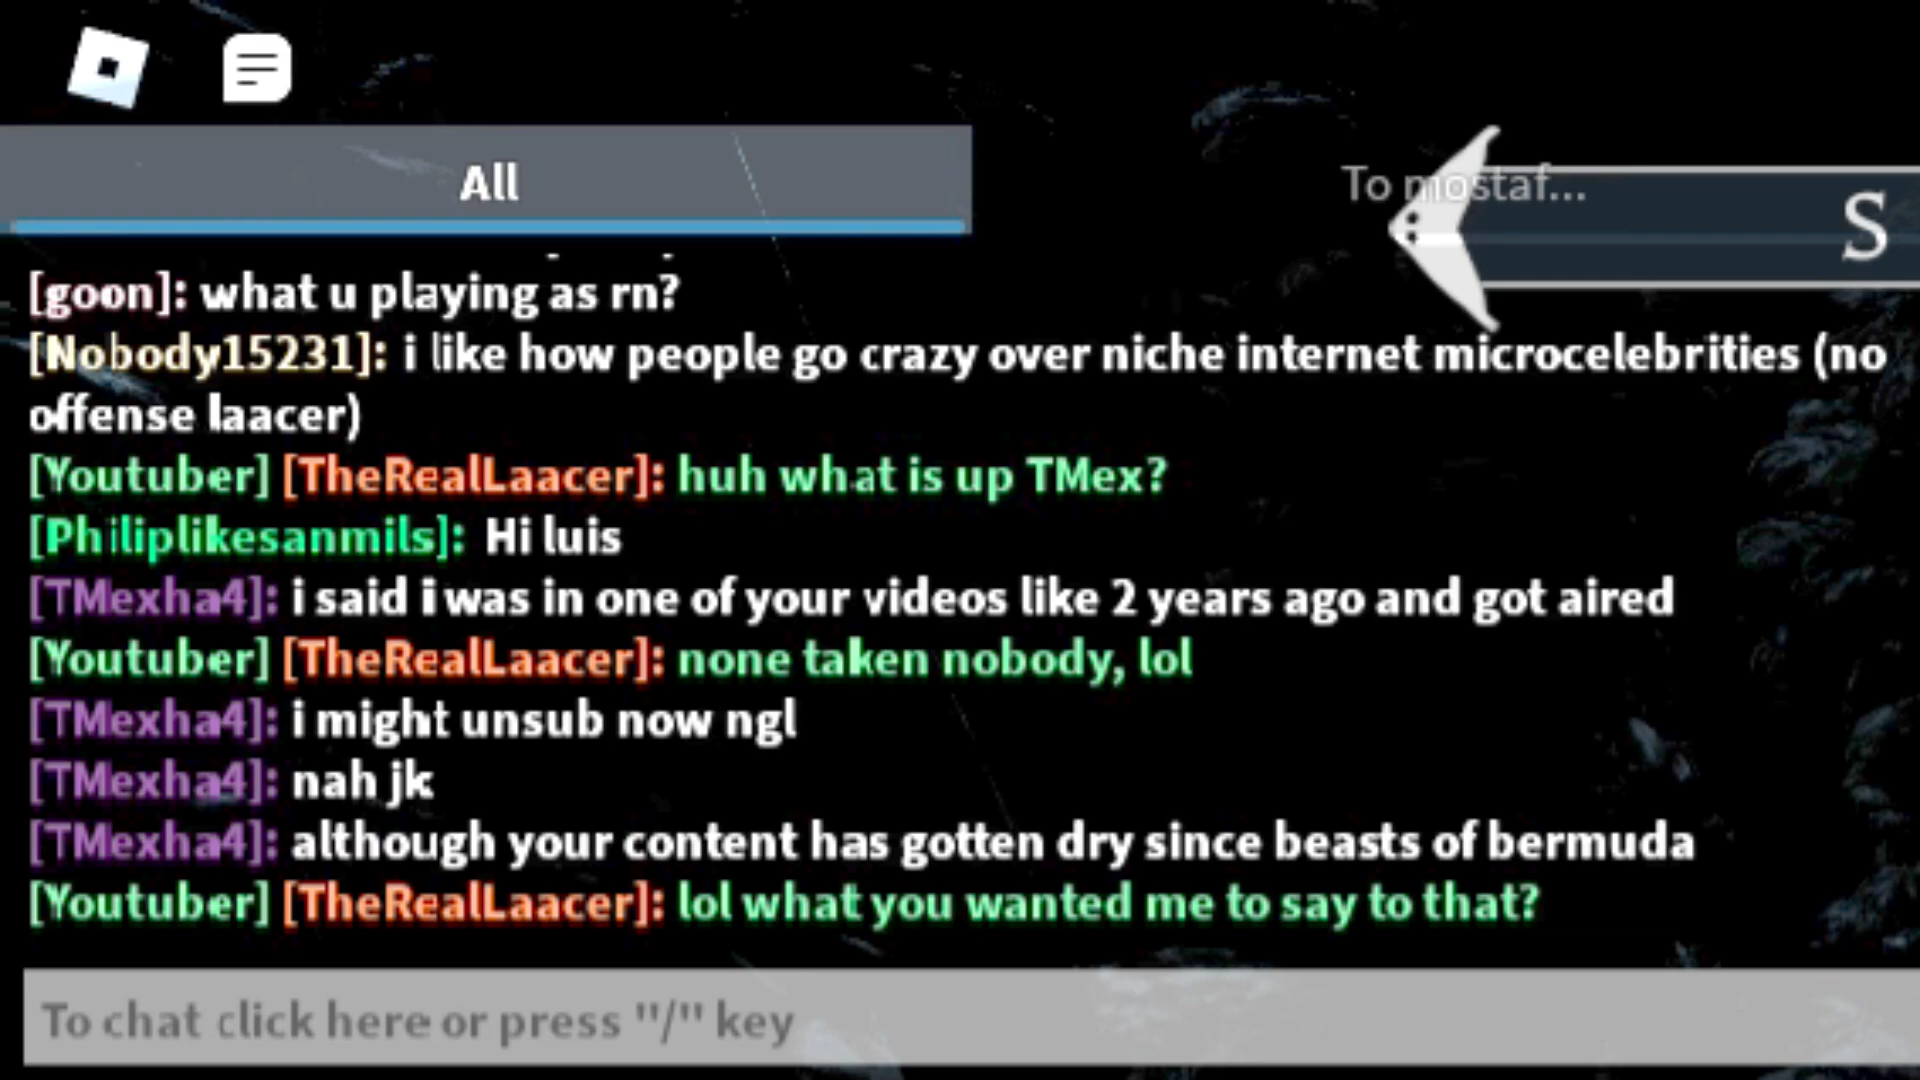 All
To mostaf...
S
[goon]: what u playing as rn?
[Nobody15231]: i like how people go crazy over niche internet microcelebrities (no
offense laacer)
[Youtuber] [TheRealLaacer]: huh what is up TMex?
[Philiplikesanmils]: Hi luis
[TMexha4]: i said i was in one of your videos like 2 years ago and got aired
[Youtuber] [TheRealLaacer]: none taken nobody, lol
[TMexha4]: i might unsub now ngl
[TMexha4]: nah jk
[TMexha4]: although your content has gotten dry since beasts of bermuda
[Youtuber] [TheRealLaacer]: lol what you wanted me to say to that?
To chat click here or press "/" key